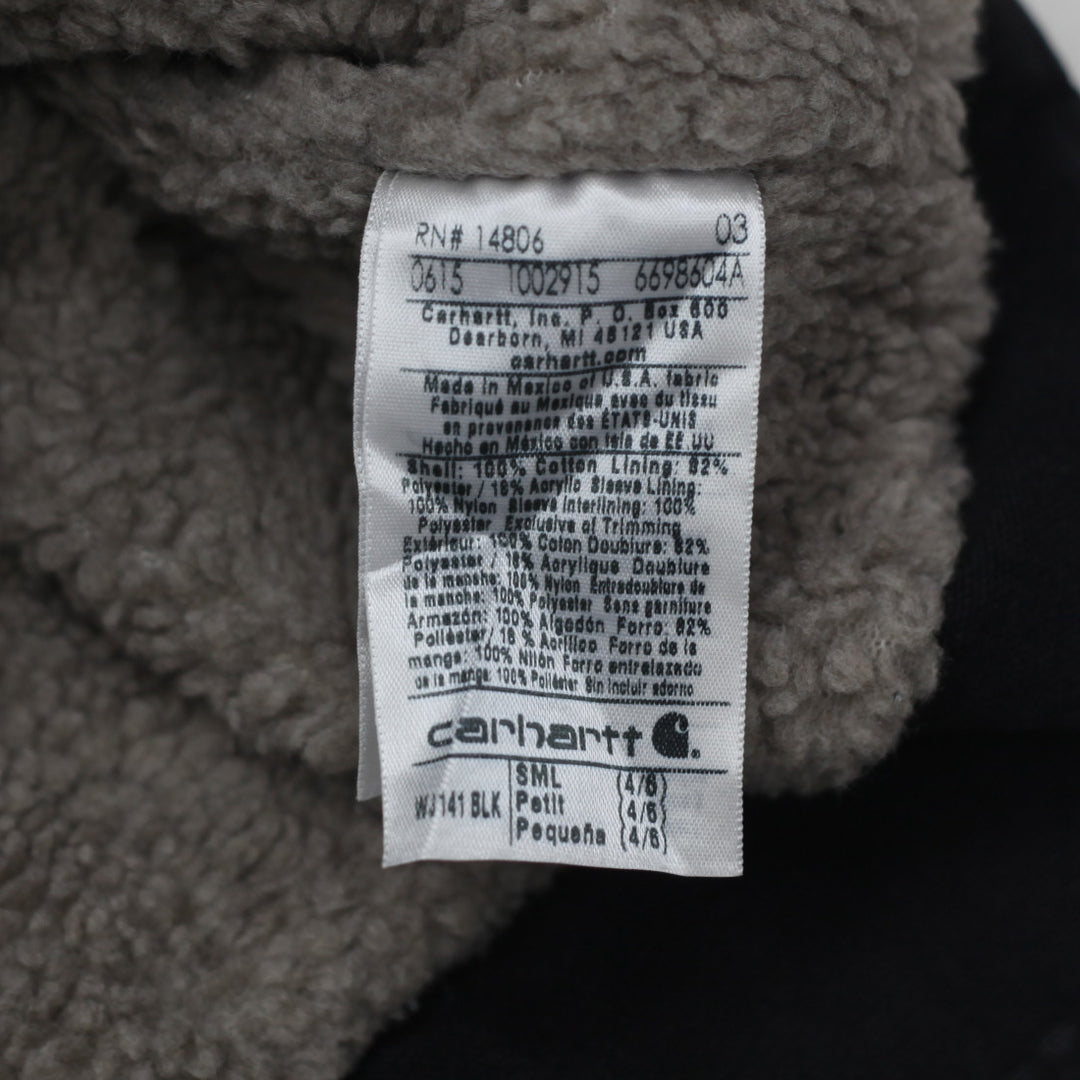 RN# 14806 03
0615 1002915 6698604A
Carhartt, Inc. P. O. Box 600
Dearborn, MI 48121 USA
carhartt.com
Made in Mexico of U.S.A. fabric
Fabriqué au Mexique avec du tissu
en provenance des ÉTATS-UNIS
Hecho en México con tela de EE UU
Shell: 100% Cotton Lining: 82%
Polyester / 18% Acrylic Sleeve Lining:
100% Nylon Sleeve Interlining: 100%
Polyester Exclusive of Trimming
Extérieur: 100% Coton Doublure: 82%
Polyester / 18% Acrylique Doublure
de la manche: 100% Nylon Entredoublure de
la manche: 100% Polyester Sans garniture
Armazón: 100% Algodón Forro: 82%
Poliéster / 18 % Acrílico Forro de la
manga: 100% Nilón Forro entrelazado
de la manga: 100% Poliéster Sin incluir adorno
carhartt
WJ141 BLK
SML (4/6)
Petit (4/6)
Pequeña (4/6)